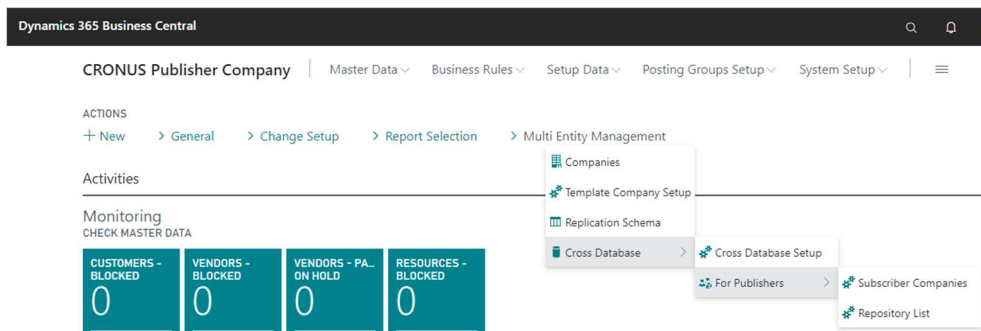 Dynamics 365 Business Central
CRONUS Publisher Company Master Data Business Rules Setup Data Posting Groups Setup System Setup
ACTIONS
+ New > General > Change Setup > Report Selection > Multi Entity Management
Companies
Activities
Template Company Setup
Monitoring
CHECK MASTER DATA
Replication Schema
Cross Database > Cross Database Setup
CUSTOMERS - BLOCKED
0
VENDORS - BLOCKED
0
VENDORS - PA... ON HOLD
0
RESOURCES - BLOCKED
0
For Publishers > Subscriber Companies
Repository List